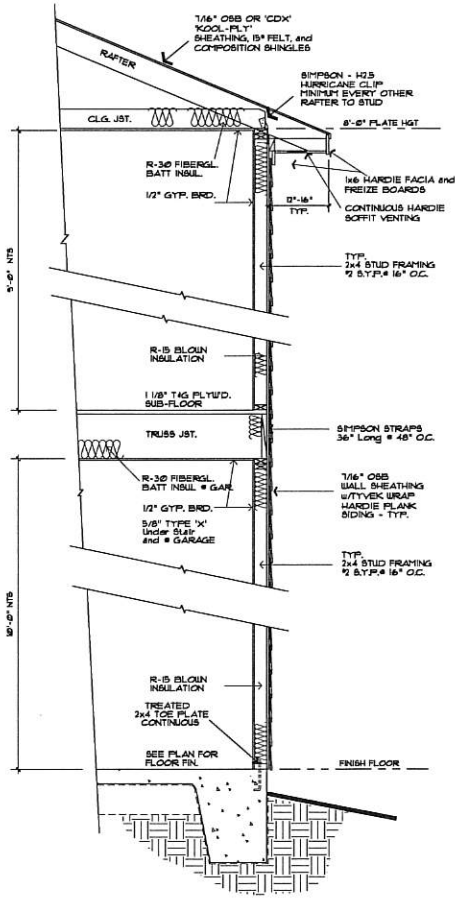 7/16" OSB OR 'CDX'
'KOOL-PLY'
SHEATHING, 15# FELT, and
COMPOSITION SHINGLES
RAFTER
SIMPSON - H2.5
HURRICANE CLIP
MINIMUM EVERY OTHER
RAFTER TO STUD
CLG. JST.
8'-0" PLATE HGT
R-30 FIBERGL.
BATT INSUL.
1x6 HARDIE FACIA and
FREIZE BOARDS
1/2" GYP. BRD.
12"-16"
TYP.
CONTINUOUS HARDIE
SOFFIT VENTING
TYP.
2x4 STUD FRAMING
#2 S.Y.P.@ 16" O.C.
9'-0" NTS
R-15 BLOWN
INSULATION
1 1/8" T&G PLYWD.
SUB-FLOOR
TRUSS JST.
SIMPSON STRAPS
36" Long @ 48" O.C.
R-30 FIBERGL.
BATT INSUL @ GAR.
1/2" GYP. BRD.
5/8" TYPE 'X'
Under Stair
and @ GARAGE
7/16" OSB
WALL SHEATHING
w/TYVEK WRAP
HARDIE PLANK
SIDING - TYP.
TYP.
2x4 STUD FRAMING
#2 S.Y.P.@ 16" O.C.
10'-0" NTS
R-15 BLOWN
INSULATION
TREATED
2x4 TOE PLATE
CONTINUOUS
SEE PLAN FOR
FLOOR FIN.
FINISH FLOOR